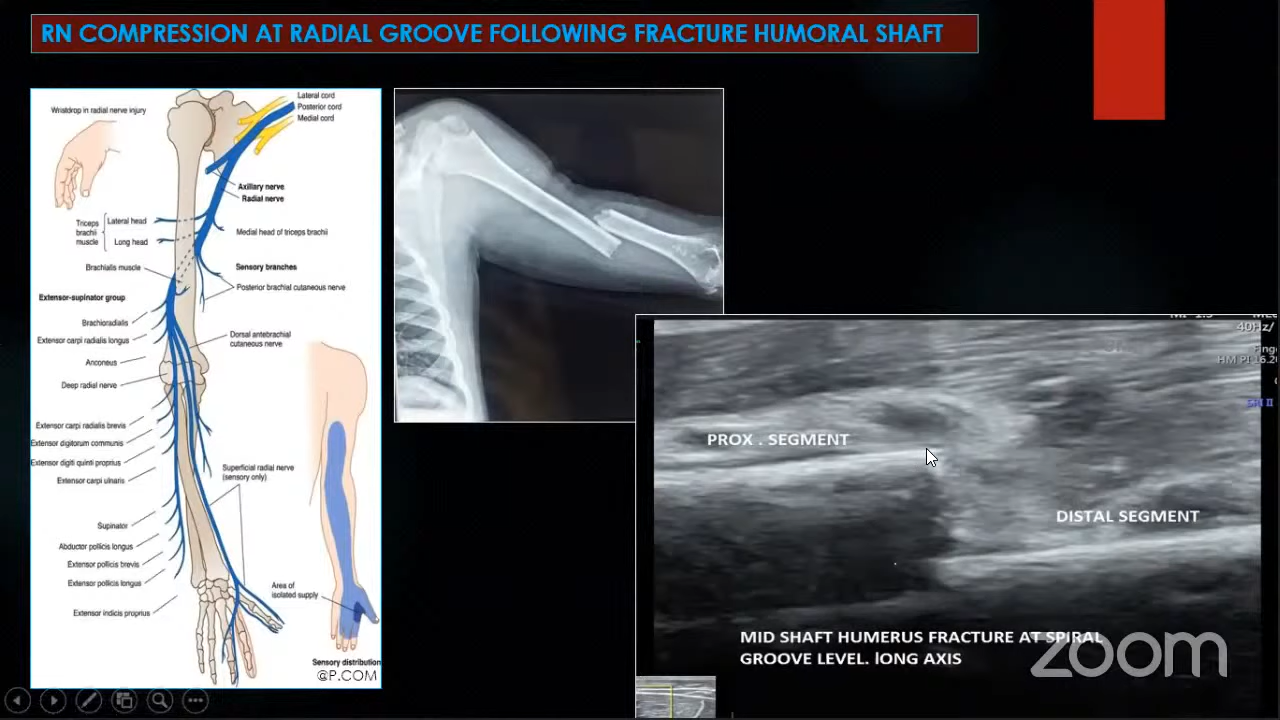 RN COMPRESSION AT RADIAL GROOVE FOLLOWING FRACTURE HUMORAL SHAFT
Wristdrop in radial nerve injury
Lateral cord
Posterior cord
Medial cord
Axillary nerve
Radial nerve
Triceps
brachii
muscle
Lateral head
Long head
Medial head of triceps brachii
Brachialis muscle
Sensory branches
Posterior brachial cutaneous nerve
Extensor-supinator group
Brachioradialis
Extensor carpi radialis longus
Dorsal antebrachial
cutaneous nerve
Anconeus
Deep radial nerve
Extensor carpi radialis brevis
Extensor digitorum communis
Extensor digiti quinti proprius
Extensor carpi ulnaris
Superficial radial nerve
(sensory only)
Supinator
Abductor pollicis longus
Extensor pollicis brevis
Extensor pollicis longus
Extensor indicis proprius
Area of
isolated supply
Sensory distribution
@P.COM
40Hz/
HM PI 16.2
SRI II
PROX . SEGMENT
DISTAL SEGMENT
MID SHAFT HUMERUS FRACTURE AT SPIRAL
GROOVE LEVEL. lONG AXIS
zoom